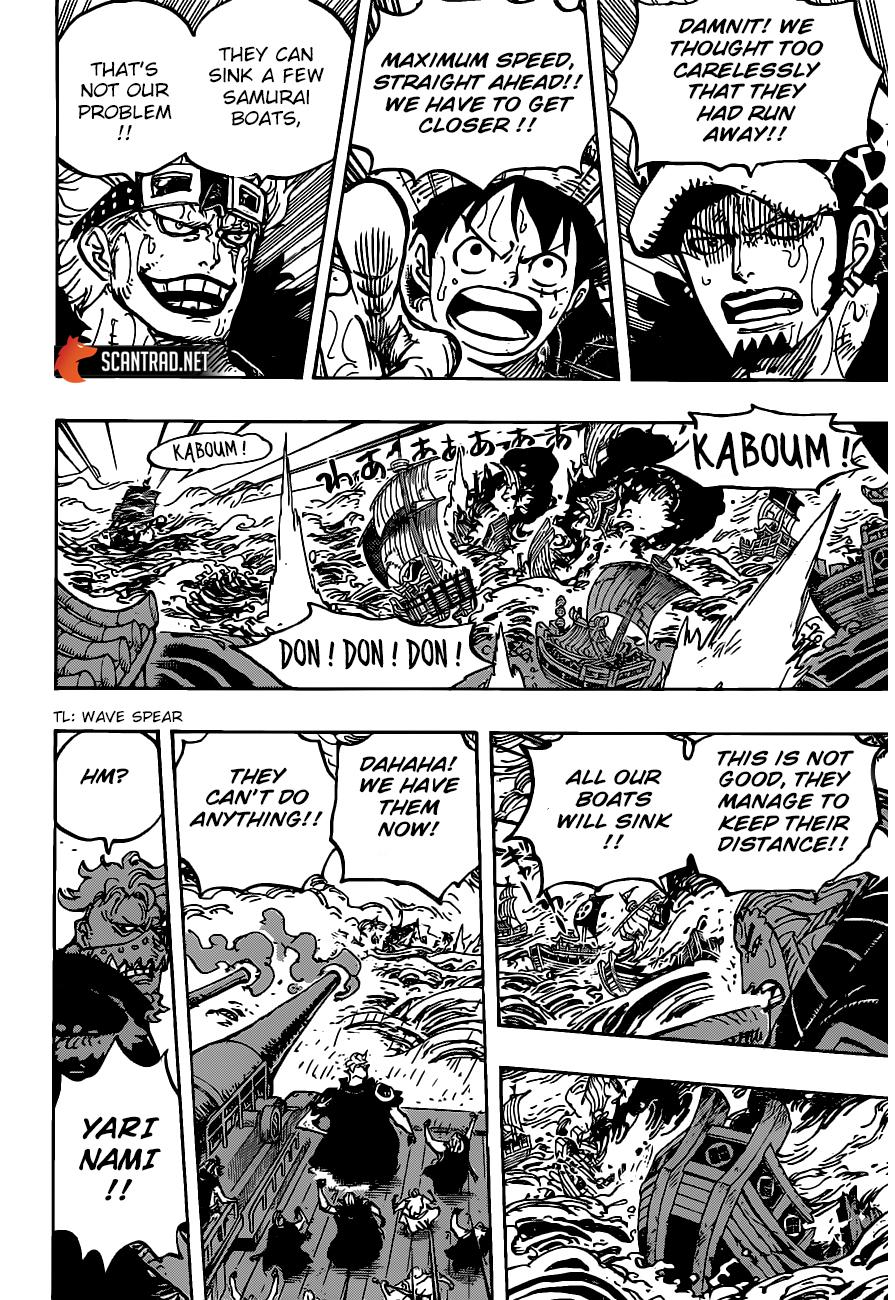 DAMNIT! WE
THOUGHT TOO
CARELESSLY
THAT THEY
HAD RUN
AWAY!!
MAXIMUM SPEED,
STRAIGHT AHEAD!!
WE HAVE TO GET
CLOSER !!
THEY CAN
SINK A FEW
SAMURAI
BOATS,
THAT'S
NOT OUR
PROBLEM
!!
SCANTRAD.NET
KABOUM !
KABOUM !
DON ! DON ! DON !
TL: WAVE SPEAR
THIS IS NOT
GOOD, THEY
MANAGE TO
KEEP THEIR
DISTANCE!!
ALL OUR
BOATS
WILL SINK
!!
DAHAHA!
WE HAVE
THEM
NOW!
THEY
CAN'T DO
ANYTHING!!
HM?
YARI
NAMI
!!